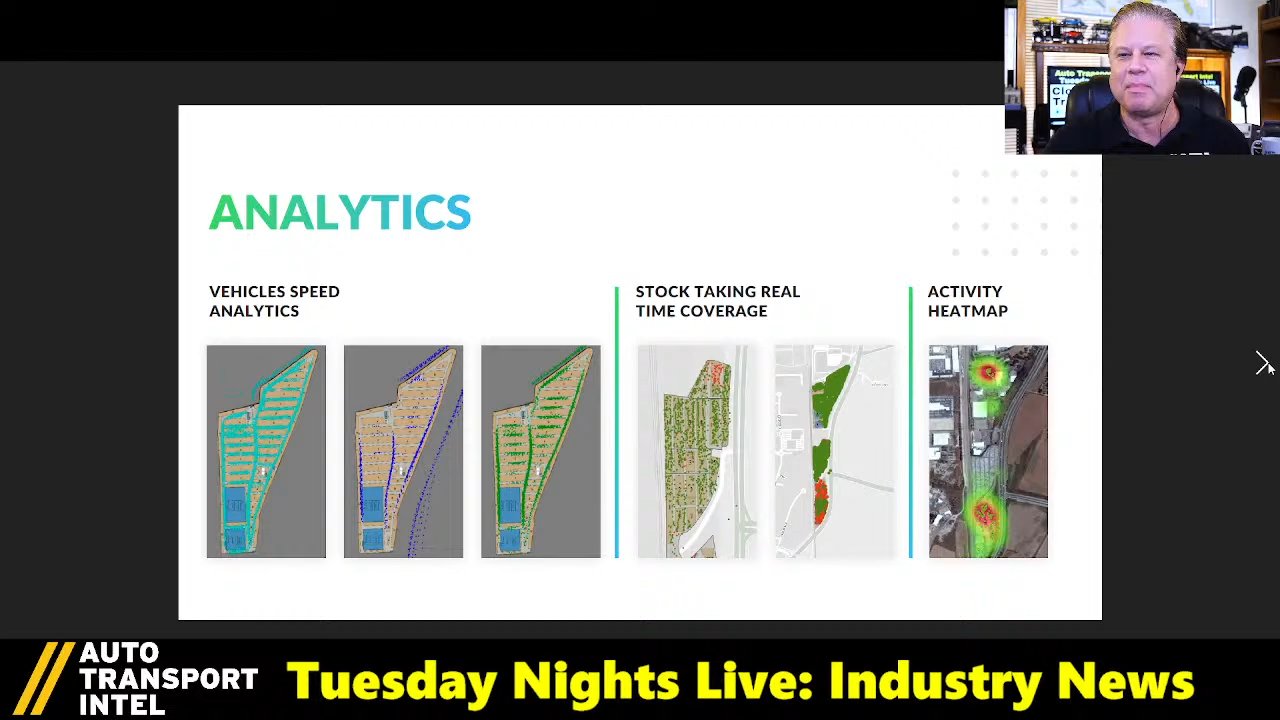 ANALYTICS
VEHICLES SPEED
ANALYTICS
STOCK TAKING REAL
TIME COVERAGE
ACTIVITY
HEATMAP
AUTO
TRANSPORT
INTEL
Tuesday Nights Live: Industry News